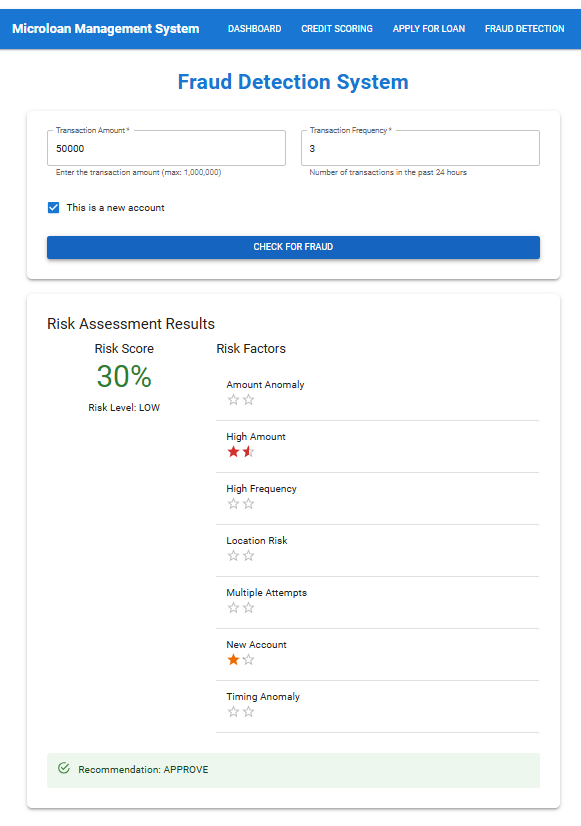 Microloan Management System DASHBOARD CREDIT SCORING APPLY FOR LOAN FRAUD DETECTION
Fraud Detection System
Transaction Amount * Transaction Frequency *
50000 3
Enter the transaction amount (max: 1,000,000) Number of transactions in the past 24 hours
This is a new account
CHECK FOR FRAUD
Risk Assessment Results
Risk Score
30%
Risk Level: LOW
Risk Factors
Amount Anomaly
High Amount
High Frequency
Location Risk
Multiple Attempts
New Account
Timing Anomaly
Recommendation: APPROVE